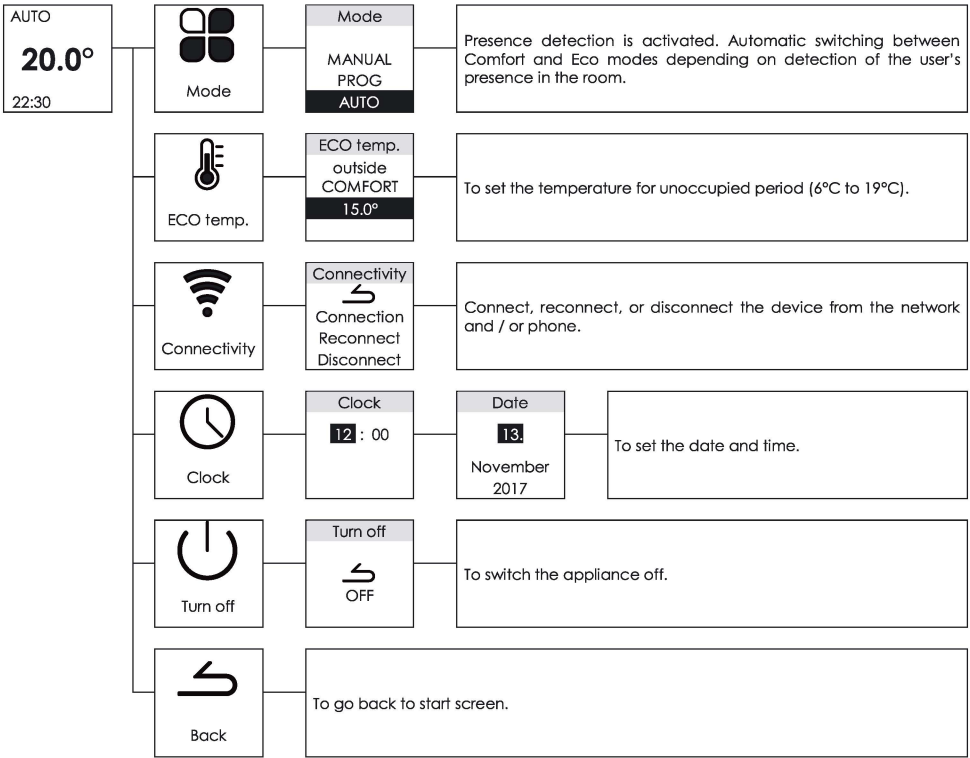 AUTO
20.0°
22:30
Mode
Mode
MANUAL
PROG
AUTO
Presence detection is activated. Automatic switching between
Comfort and Eco modes depending on detection of the user's
presence in the room.
ECO temp.
ECO temp.
outside
COMFORT
15.0°
To set the temperature for unoccupied period (6°C to 19°C).
Connectivity
Connectivity
Connection
Reconnect
Disconnect
Connect, reconnect, or disconnect the device from the network
and / or phone.
Clock
Clock
12 : 00
Date
13.
November
2017
To set the date and time.
Turn off
Turn off
OFF
To switch the appliance off.
Back
To go back to start screen.